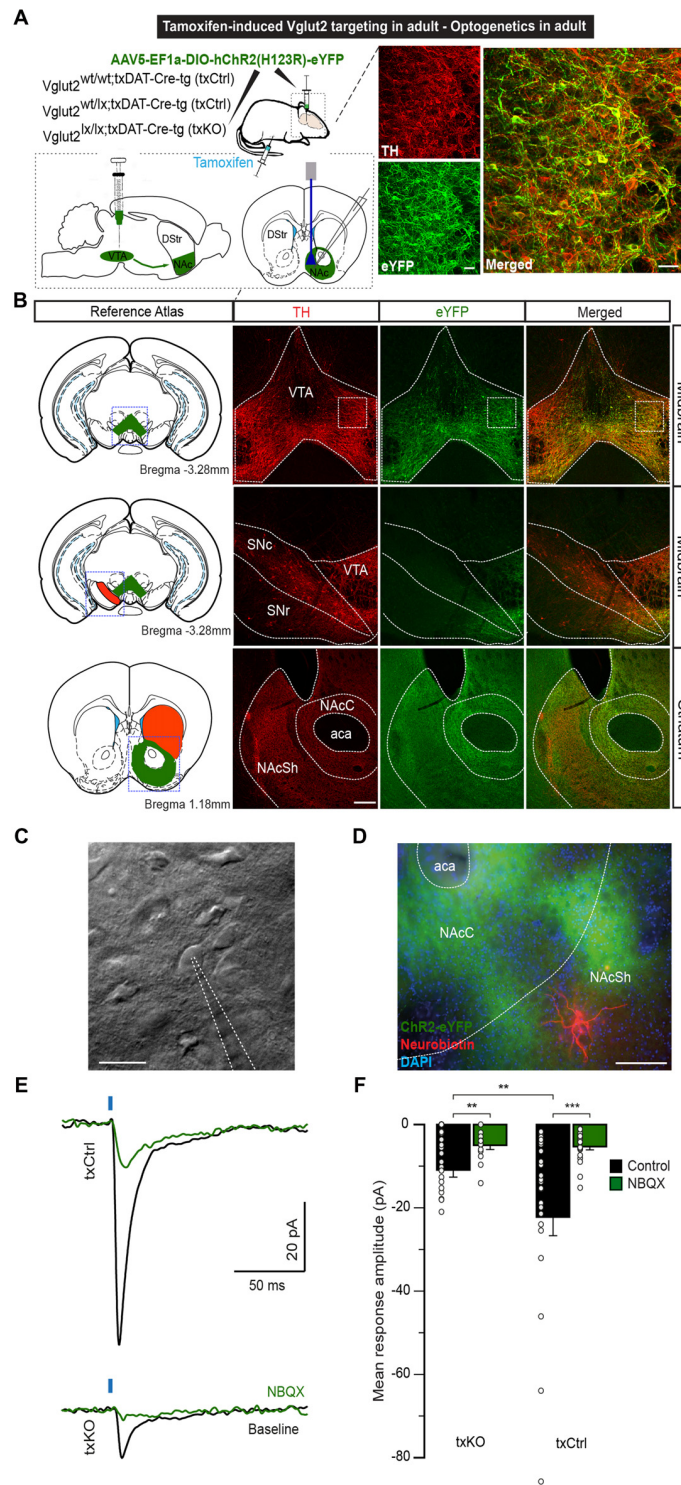 A
Tamoxifen-induced Vglut2 targeting in adult - Optogenetics in adult
AAV5-EF1a-DIO-hChR2(H123R)-eYFP
Vglut2wt/wt;txDAT-Cre-tg (txCtrl)
Vglut2wt/lx;txDAT-Cre-tg (txCtrl)
Vglut2lx/lx;txDAT-Cre-tg (txKO)
Tamoxifen
DStr
VTA
NAc
DStr
NAc
TH
eYFP
Merged
B
Reference Atlas
TH
eYFP
Merged
Bregma -3.28mm
VTA
Bregma -3.28mm
SNc
VTA
SNr
Bregma 1.18mm
NAcC
aca
NAcSh
C
D
aca
NAcC
NAcSh
ChR2-eYFP
Neurobiotin
DAPI
E
txCtrl
20 pA
50 ms
NBQX
Baseline
txKO
F
**
**
***
0
-20
-40
-60
-80
Mean response amplitude (pA)
Control
NBQX
txKO
txCtrl